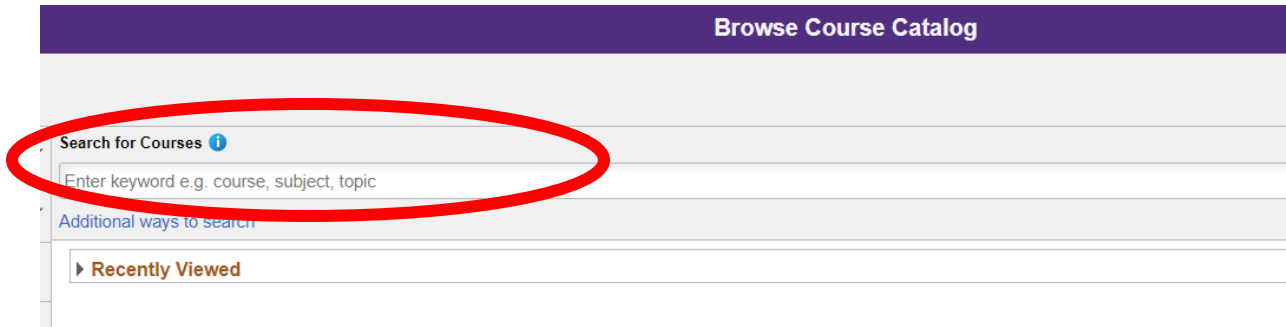 Browse Course Catalog
Search for Courses
Enter keyword e.g. course, subject, topic
Additional ways to search
Recently Viewed